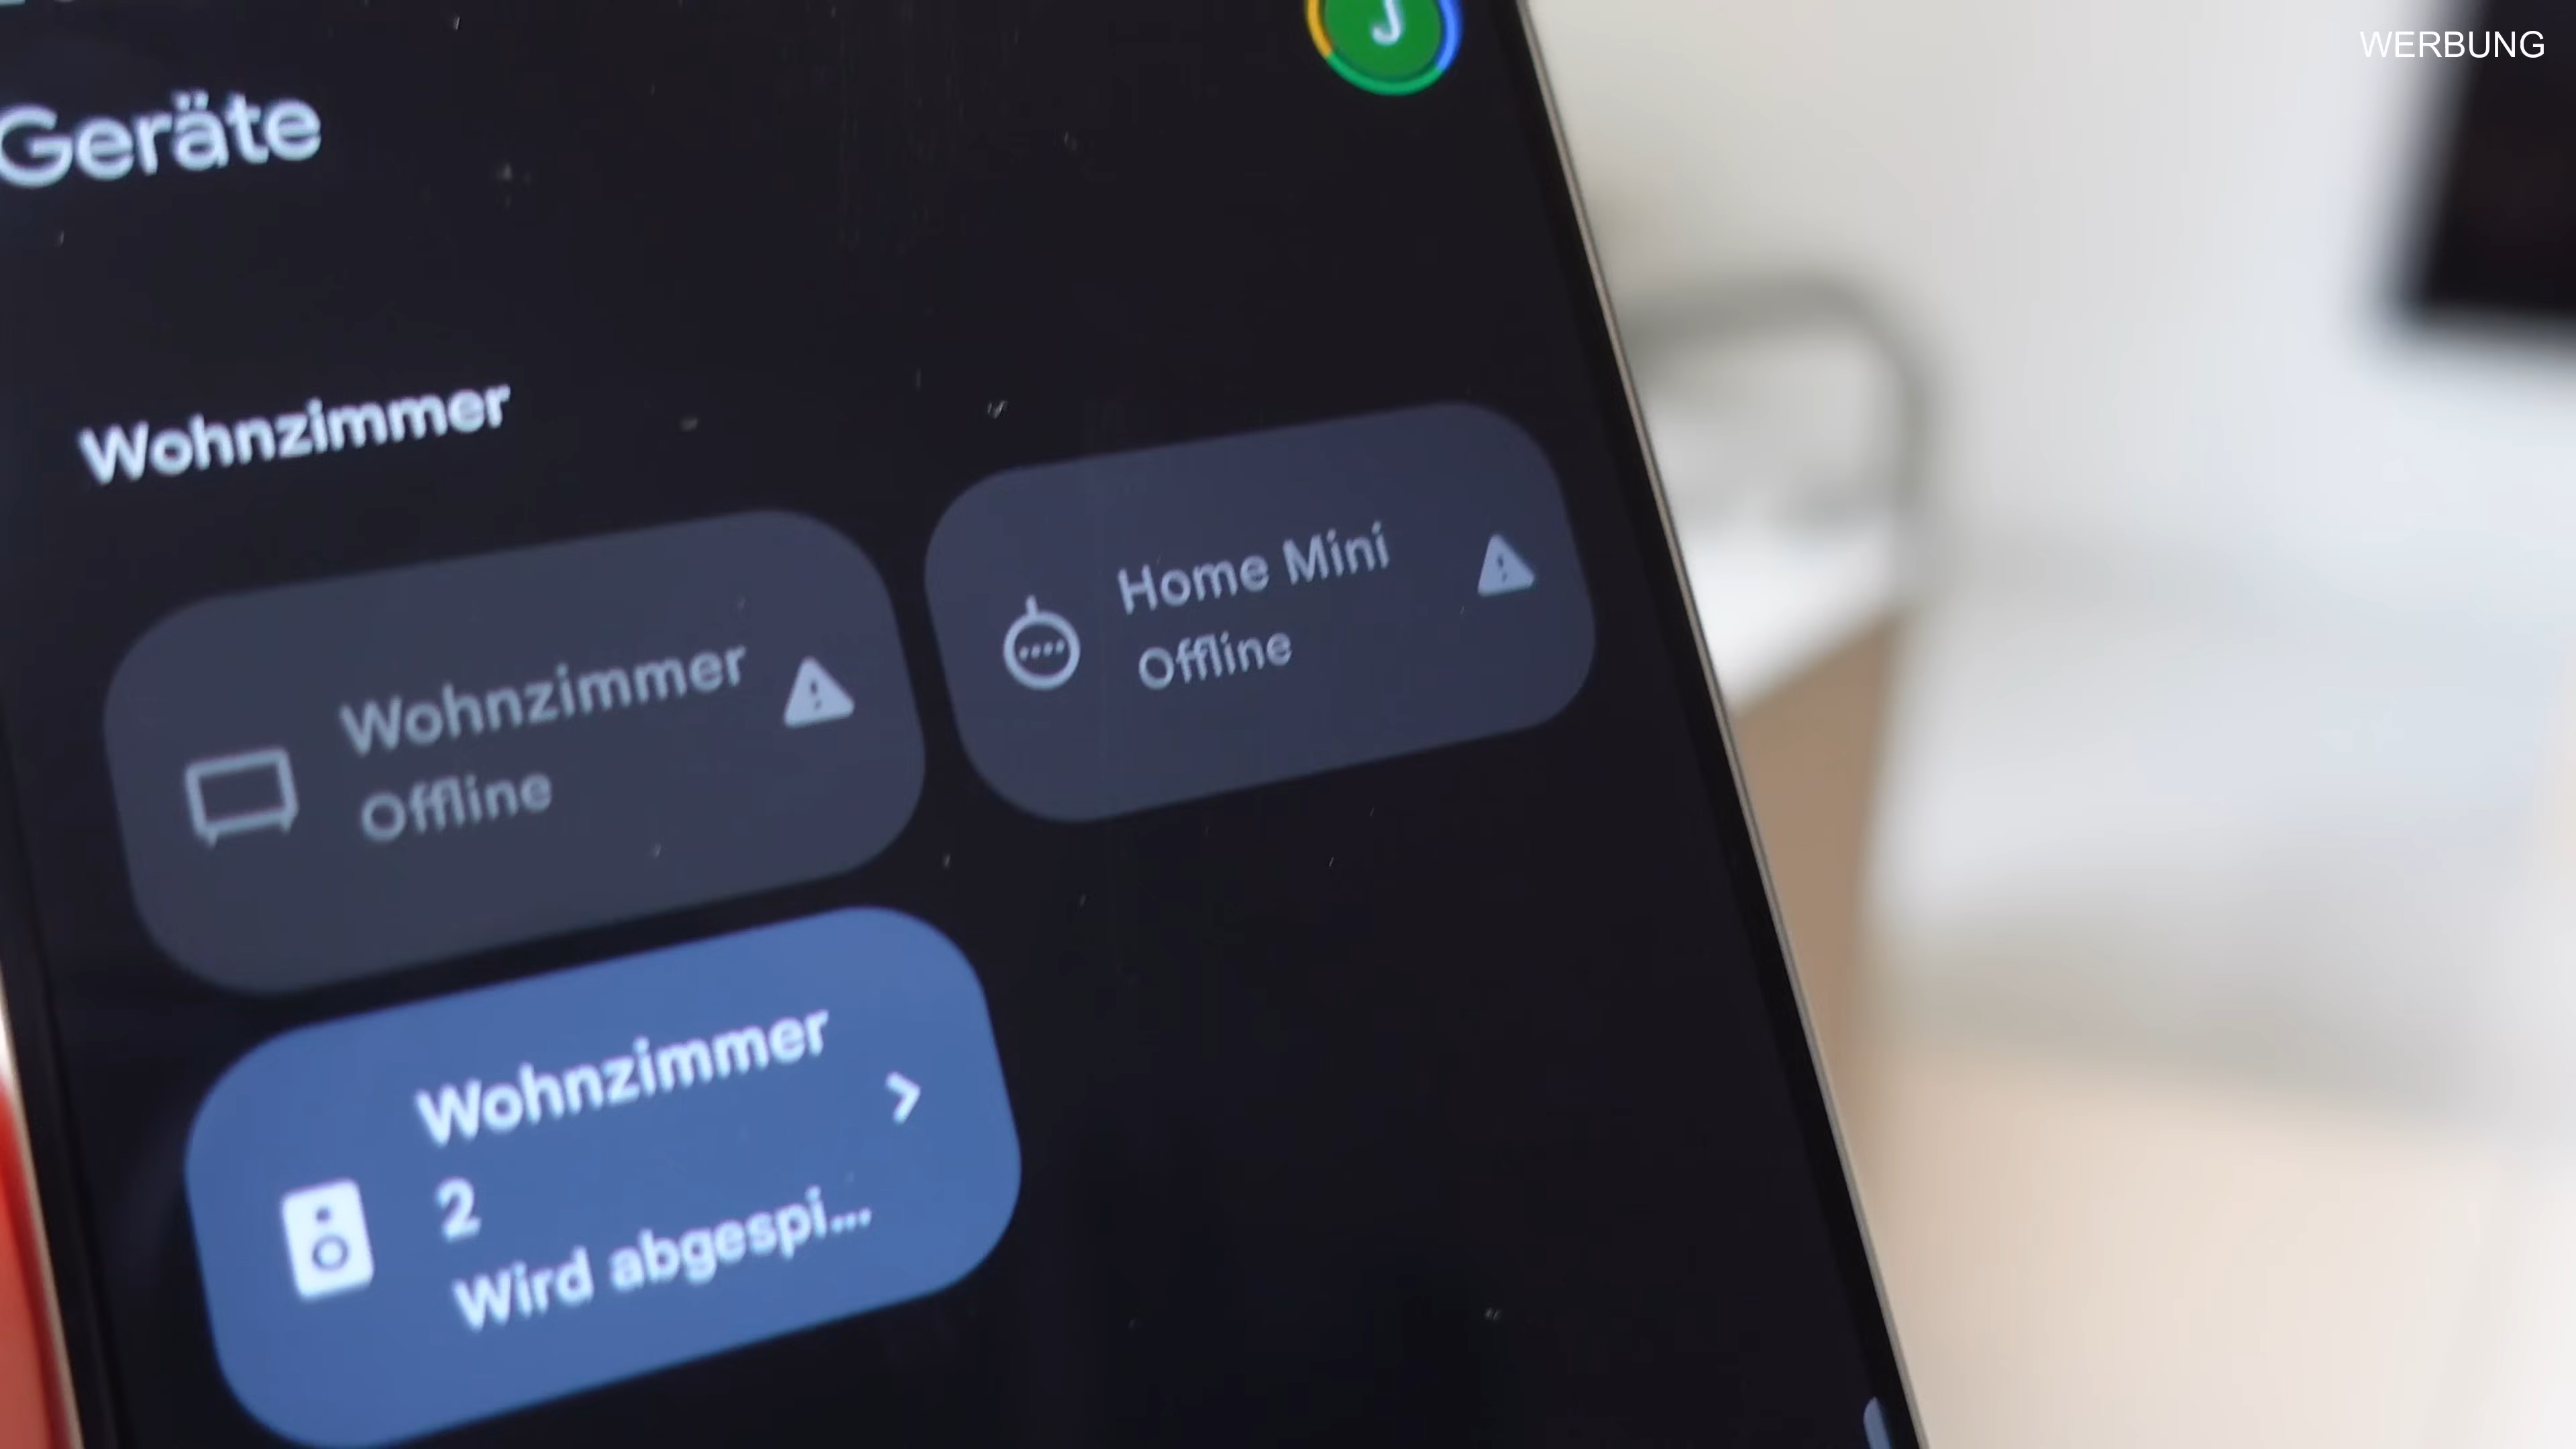 WERBUNG
J
Geräte
Wohnzimmer
Wohnzimmer
Offline
Home Mini
Offline
Wohnzimmer
2
Wird abgespi...